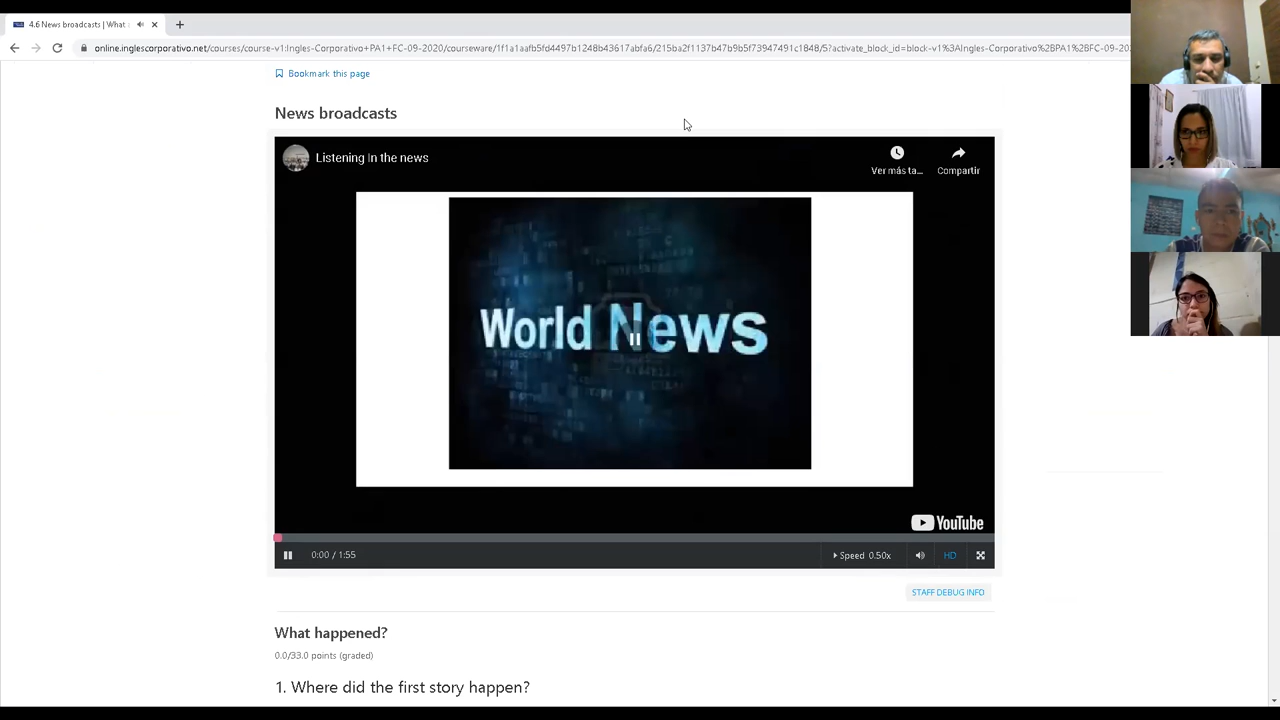 4.6 News broadcasts | What
online.inglescorporativo.net/courses/course-v1:Ingles-Corporativo+PA1+FC-09-2020/courseware/1f1a1aafb5fd4497b1248b43617abfa6/215ba2f1137b47b9b5f73947491c1848/5?activate_block_id=block-v1%3AIngles-Corporativo%2BPA1%2BFC-09-202
Bookmark this page
News broadcasts
Listening In the news
Ver más ta...
Compartir
World News
YouTube
0:00 / 1:55
Speed 0.50x
HD
STAFF DEBUG INFO
What happened?
0.0/33.0 points (graded)
1. Where did the first story happen?